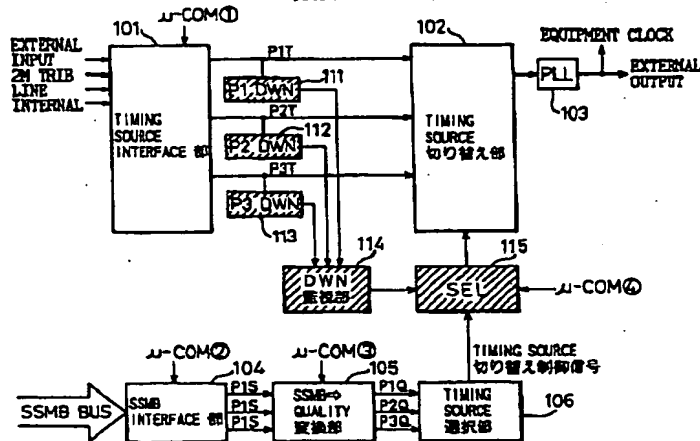 μ-COM①
101
102
EQUIPMENT CLOCK
EXTERNAL
INPUT
2M TRIB
LINE
INTERNAL
P1T
P1 DWN
111
P2T
112
P2 DWN
P3T
P3 DWN
113
TIMING
SOURCE
INTERFACE 部
TIMING
SOURCE
切り替え部
PLL
103
EXTERNAL
OUTPUT
114
DWN
監視部
115
SEL
μ-COM④
TIMING SOURCE
切り替え制御信号
μ-COM②
104
μ-COM③
105
SSMB BUS
SSMB
INTERFACE 部
P1S
P1S
P1S
SSMB⇨
QUALITY
変換部
P1Q
P2Q
P3Q
TIMING
SOURCE
選択部
106